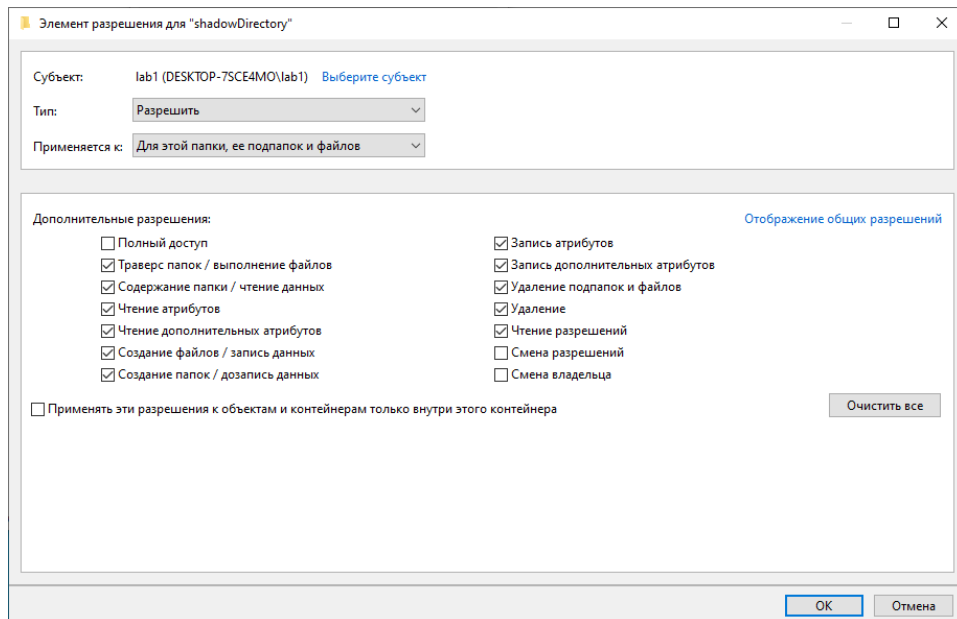 Элемент разрешения для "shadowDirectory"
Субъект: lab1 (DESKTOP-7SCE4MO\lab1) Выберите субъект
Тип: Разрешить
Применяется к: Для этой папки, ее подпапок и файлов
Дополнительные разрешения: Отображение общих разрешений
Полный доступ Запись атрибутов
Траверс папок / выполнение файлов Запись дополнительных атрибутов
Содержание папки / чтение данных Удаление подпапок и файлов
Чтение атрибутов Удаление
Чтение дополнительных атрибутов Чтение разрешений
Создание файлов / запись данных Смена разрешений
Создание папок / дозапись данных Смена владельца
Применять эти разрешения к объектам и контейнерам только внутри этого контейнера Очистить все
ОК Отмена